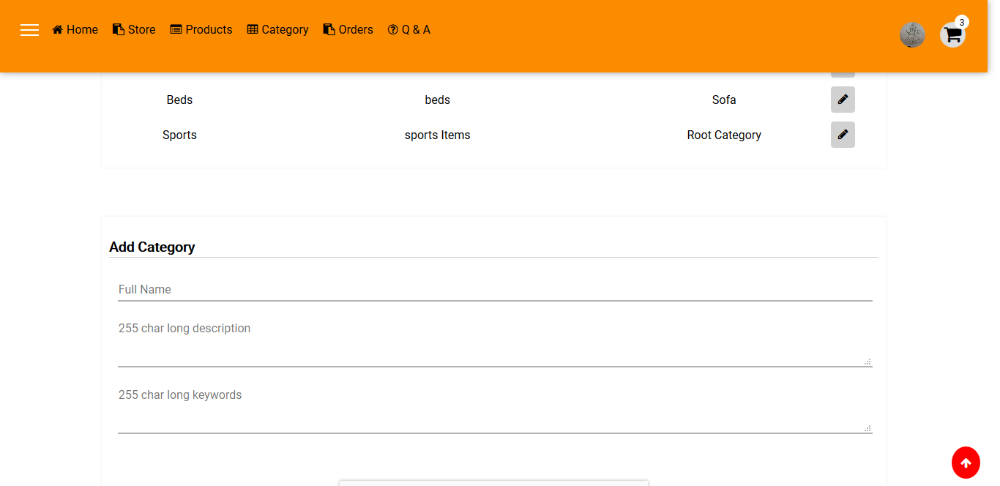 Home Store Products Category Orders Q & A
3
Beds beds Sofa
Sports sports Items Root Category
Add Category
Full Name
255 char long description
255 char long keywords